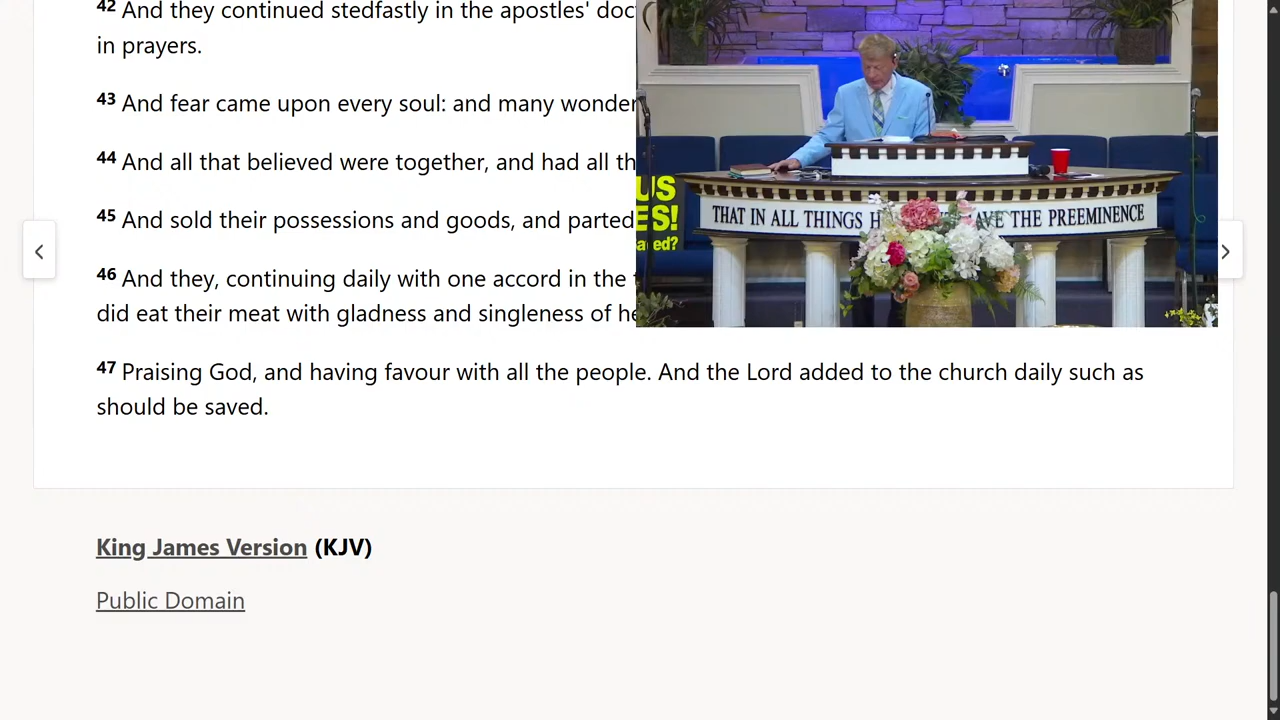 42 And they continued stedfastly in the apostles' doc
in prayers.
43 And fear came upon every soul: and many wonder
44 And all that believed were together, and had all th
45 And sold their possessions and goods, and parted
46 And they, continuing daily with one accord in the
did eat their meat with gladness and singleness of he
47 Praising God, and having favour with all the people. And the Lord added to the church daily such as
should be saved.
King James Version (KJV)
Public Domain
US
ES!
aved?
THAT IN ALL THINGS H AVE THE PREEMINENCE